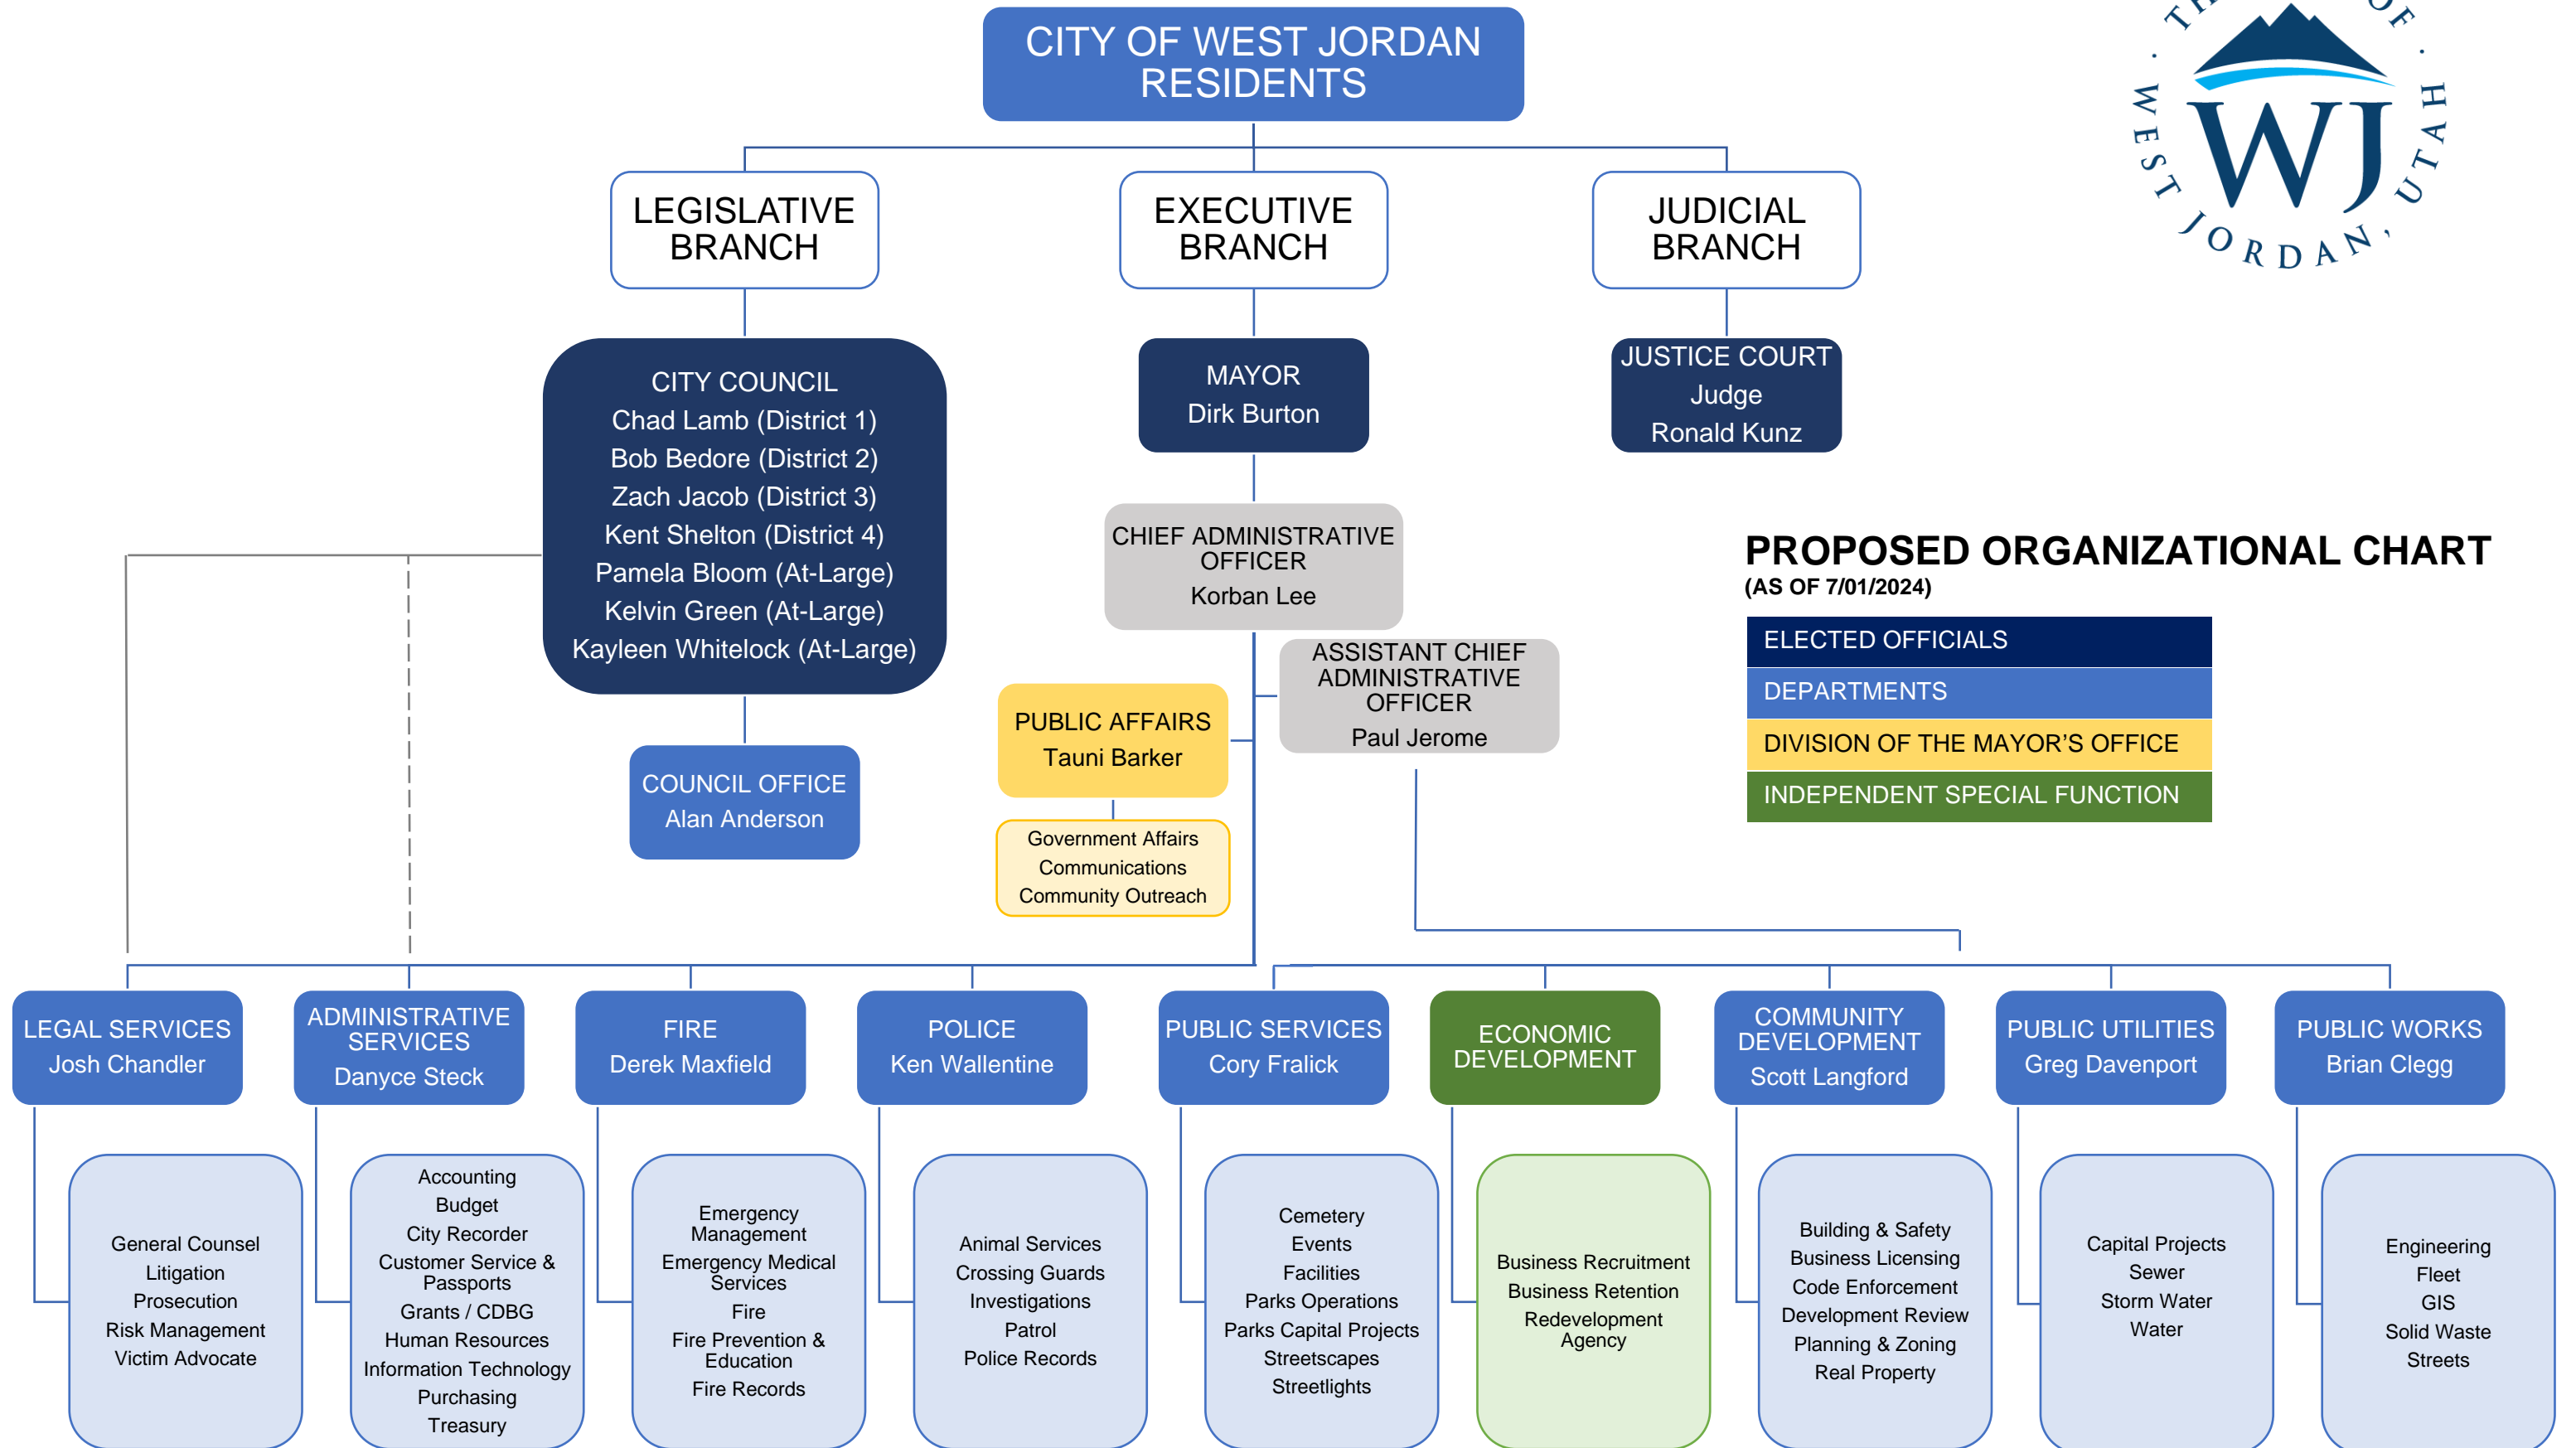 CITY OF WEST JORDAN
RESIDENTS
WJ
WEST JORDAN, UTAH
LEGISLATIVE
BRANCH
EXECUTIVE
BRANCH
JUDICIAL
BRANCH
CITY COUNCIL
Chad Lamb (District 1)
Bob Bedore (District 2)
Zach Jacob (District 3)
Kent Shelton (District 4)
Pamela Bloom (At-Large)
Kelvin Green (At-Large)
Kayleen Whitelock (At-Large)
MAYOR
Dirk Burton
JUSTICE COURT
Judge
Ronald Kunz
CHIEF ADMINISTRATIVE
OFFICER
Korban Lee
ASSISTANT CHIEF
ADMINISTRATIVE
OFFICER
Paul Jerome
PROPOSED ORGANIZATIONAL CHART
(AS OF 7/01/2024)
ELECTED OFFICIALS
DEPARTMENTS
DIVISION OF THE MAYOR’S OFFICE
INDEPENDENT SPECIAL FUNCTION
PUBLIC AFFAIRS
Tauni Barker
Government Affairs
Communications
Community Outreach
COUNCIL OFFICE
Alan Anderson
LEGAL SERVICES
Josh Chandler
ADMINISTRATIVE
SERVICES
Danyce Steck
FIRE
Derek Maxfield
POLICE
Ken Wallentine
PUBLIC SERVICES
Cory Fralick
ECONOMIC
DEVELOPMENT
COMMUNITY
DEVELOPMENT
Scott Langford
PUBLIC UTILITIES
Greg Davenport
PUBLIC WORKS
Brian Clegg
General Counsel
Litigation
Prosecution
Risk Management
Victim Advocate
Accounting
Budget
City Recorder
Customer Service &
Passports
Grants / CDBG
Human Resources
Information Technology
Purchasing
Treasury
Emergency
Management
Emergency Medical
Services
Fire
Fire Prevention &
Education
Fire Records
Animal Services
Crossing Guards
Investigations
Patrol
Police Records
Cemetery
Events
Facilities
Parks Operations
Parks Capital Projects
Streetscapes
Streetlights
Business Recruitment
Business Retention
Redevelopment
Agency
Building & Safety
Business Licensing
Code Enforcement
Development Review
Planning & Zoning
Real Property
Capital Projects
Sewer
Storm Water
Water
Engineering
Fleet
GIS
Solid Waste
Streets